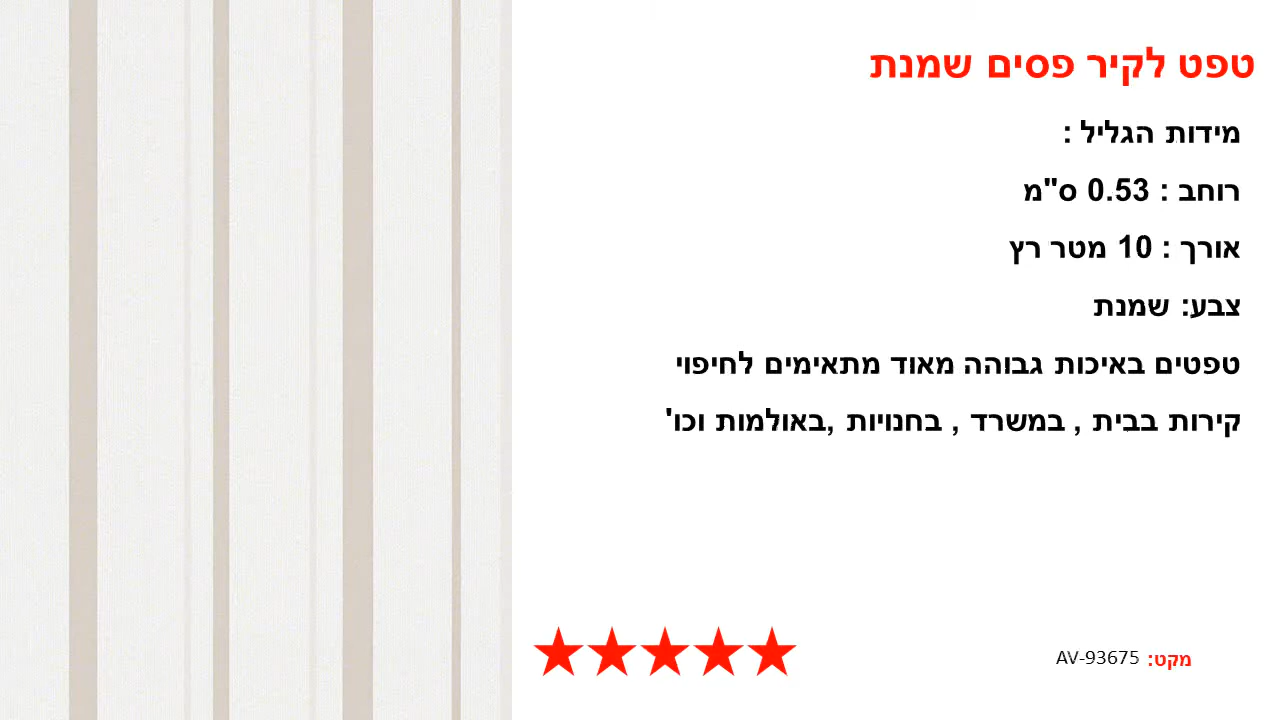 טפט לקיר פסים שמנת
מידות הגליל :
רוחב : 0.53 ס"מ
אורך : 10 מטר רץ
צבע: שמנת
טפטים באיכות גבוהה מאוד מתאימים לחיפוי
קירות בבית , במשרד , בחנויות ,באולמות וכו'
מקט: AV-93675